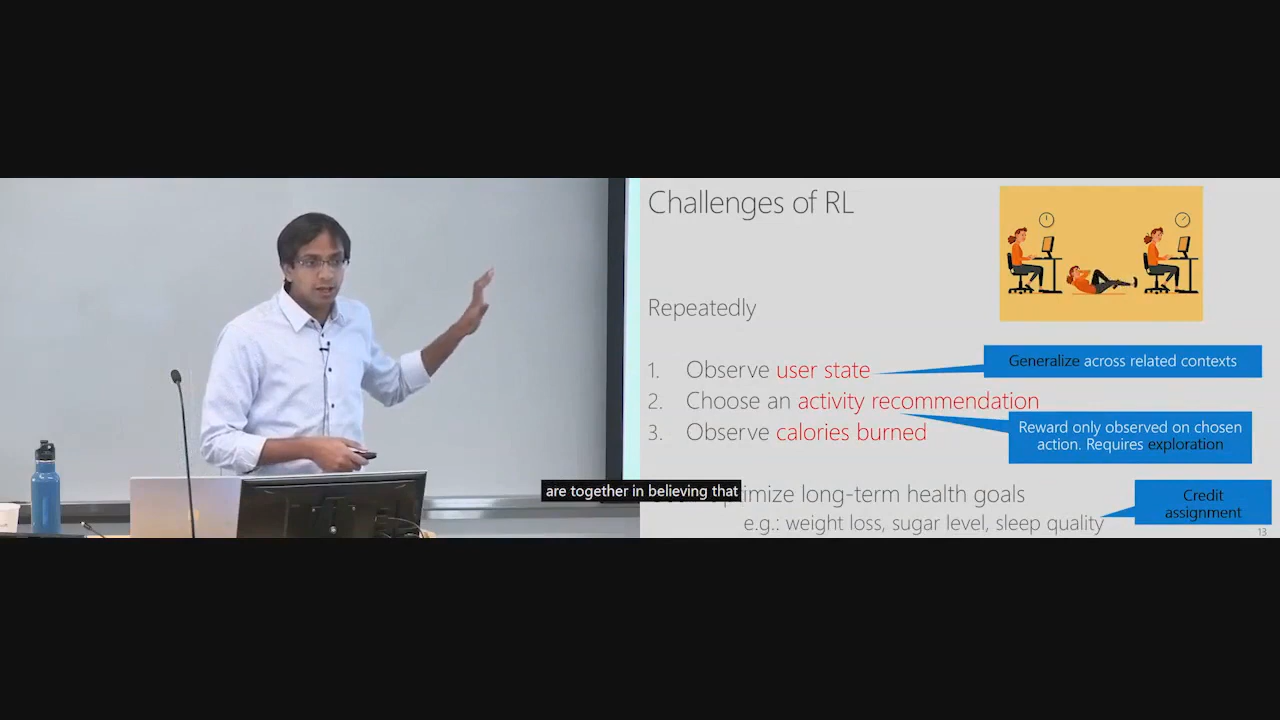 Challenges of RL
Repeatedly
1. Observe user state
Generalize across related contexts
2. Choose an activity recommendation
Reward only observed on chosen
action. Requires exploration
3. Observe calories burned
are together in believing that
imize long-term health goals
e.g.: weight loss, sugar level, sleep quality
Credit
assignment
13